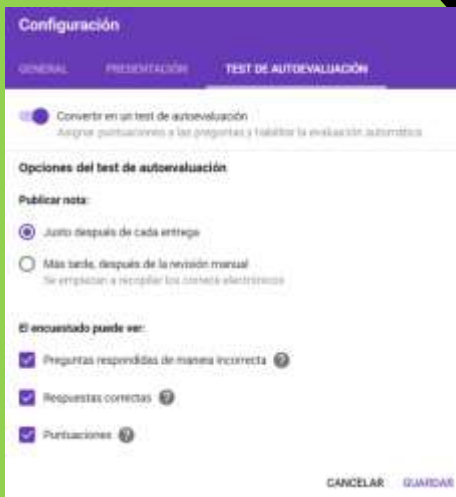 Configuración
GENERAL PRESENTACIÓN TEST DE AUTOEVALUACIÓN
Convertir en un test de autoevaluación
Asignar puntuaciones a las preguntas y habilitar la evaluación automática
Opciones del test de autoevaluación
Publicar nota:
Justo después de cada entrega
Más tarde, después de la revisión manual
Se empiezan a recopilar los correos electrónicos
El encuestado puede ver:
Preguntas respondidas de manera incorrecta
Respuestas correctas
Puntuaciones
CANCELAR GUARDAR